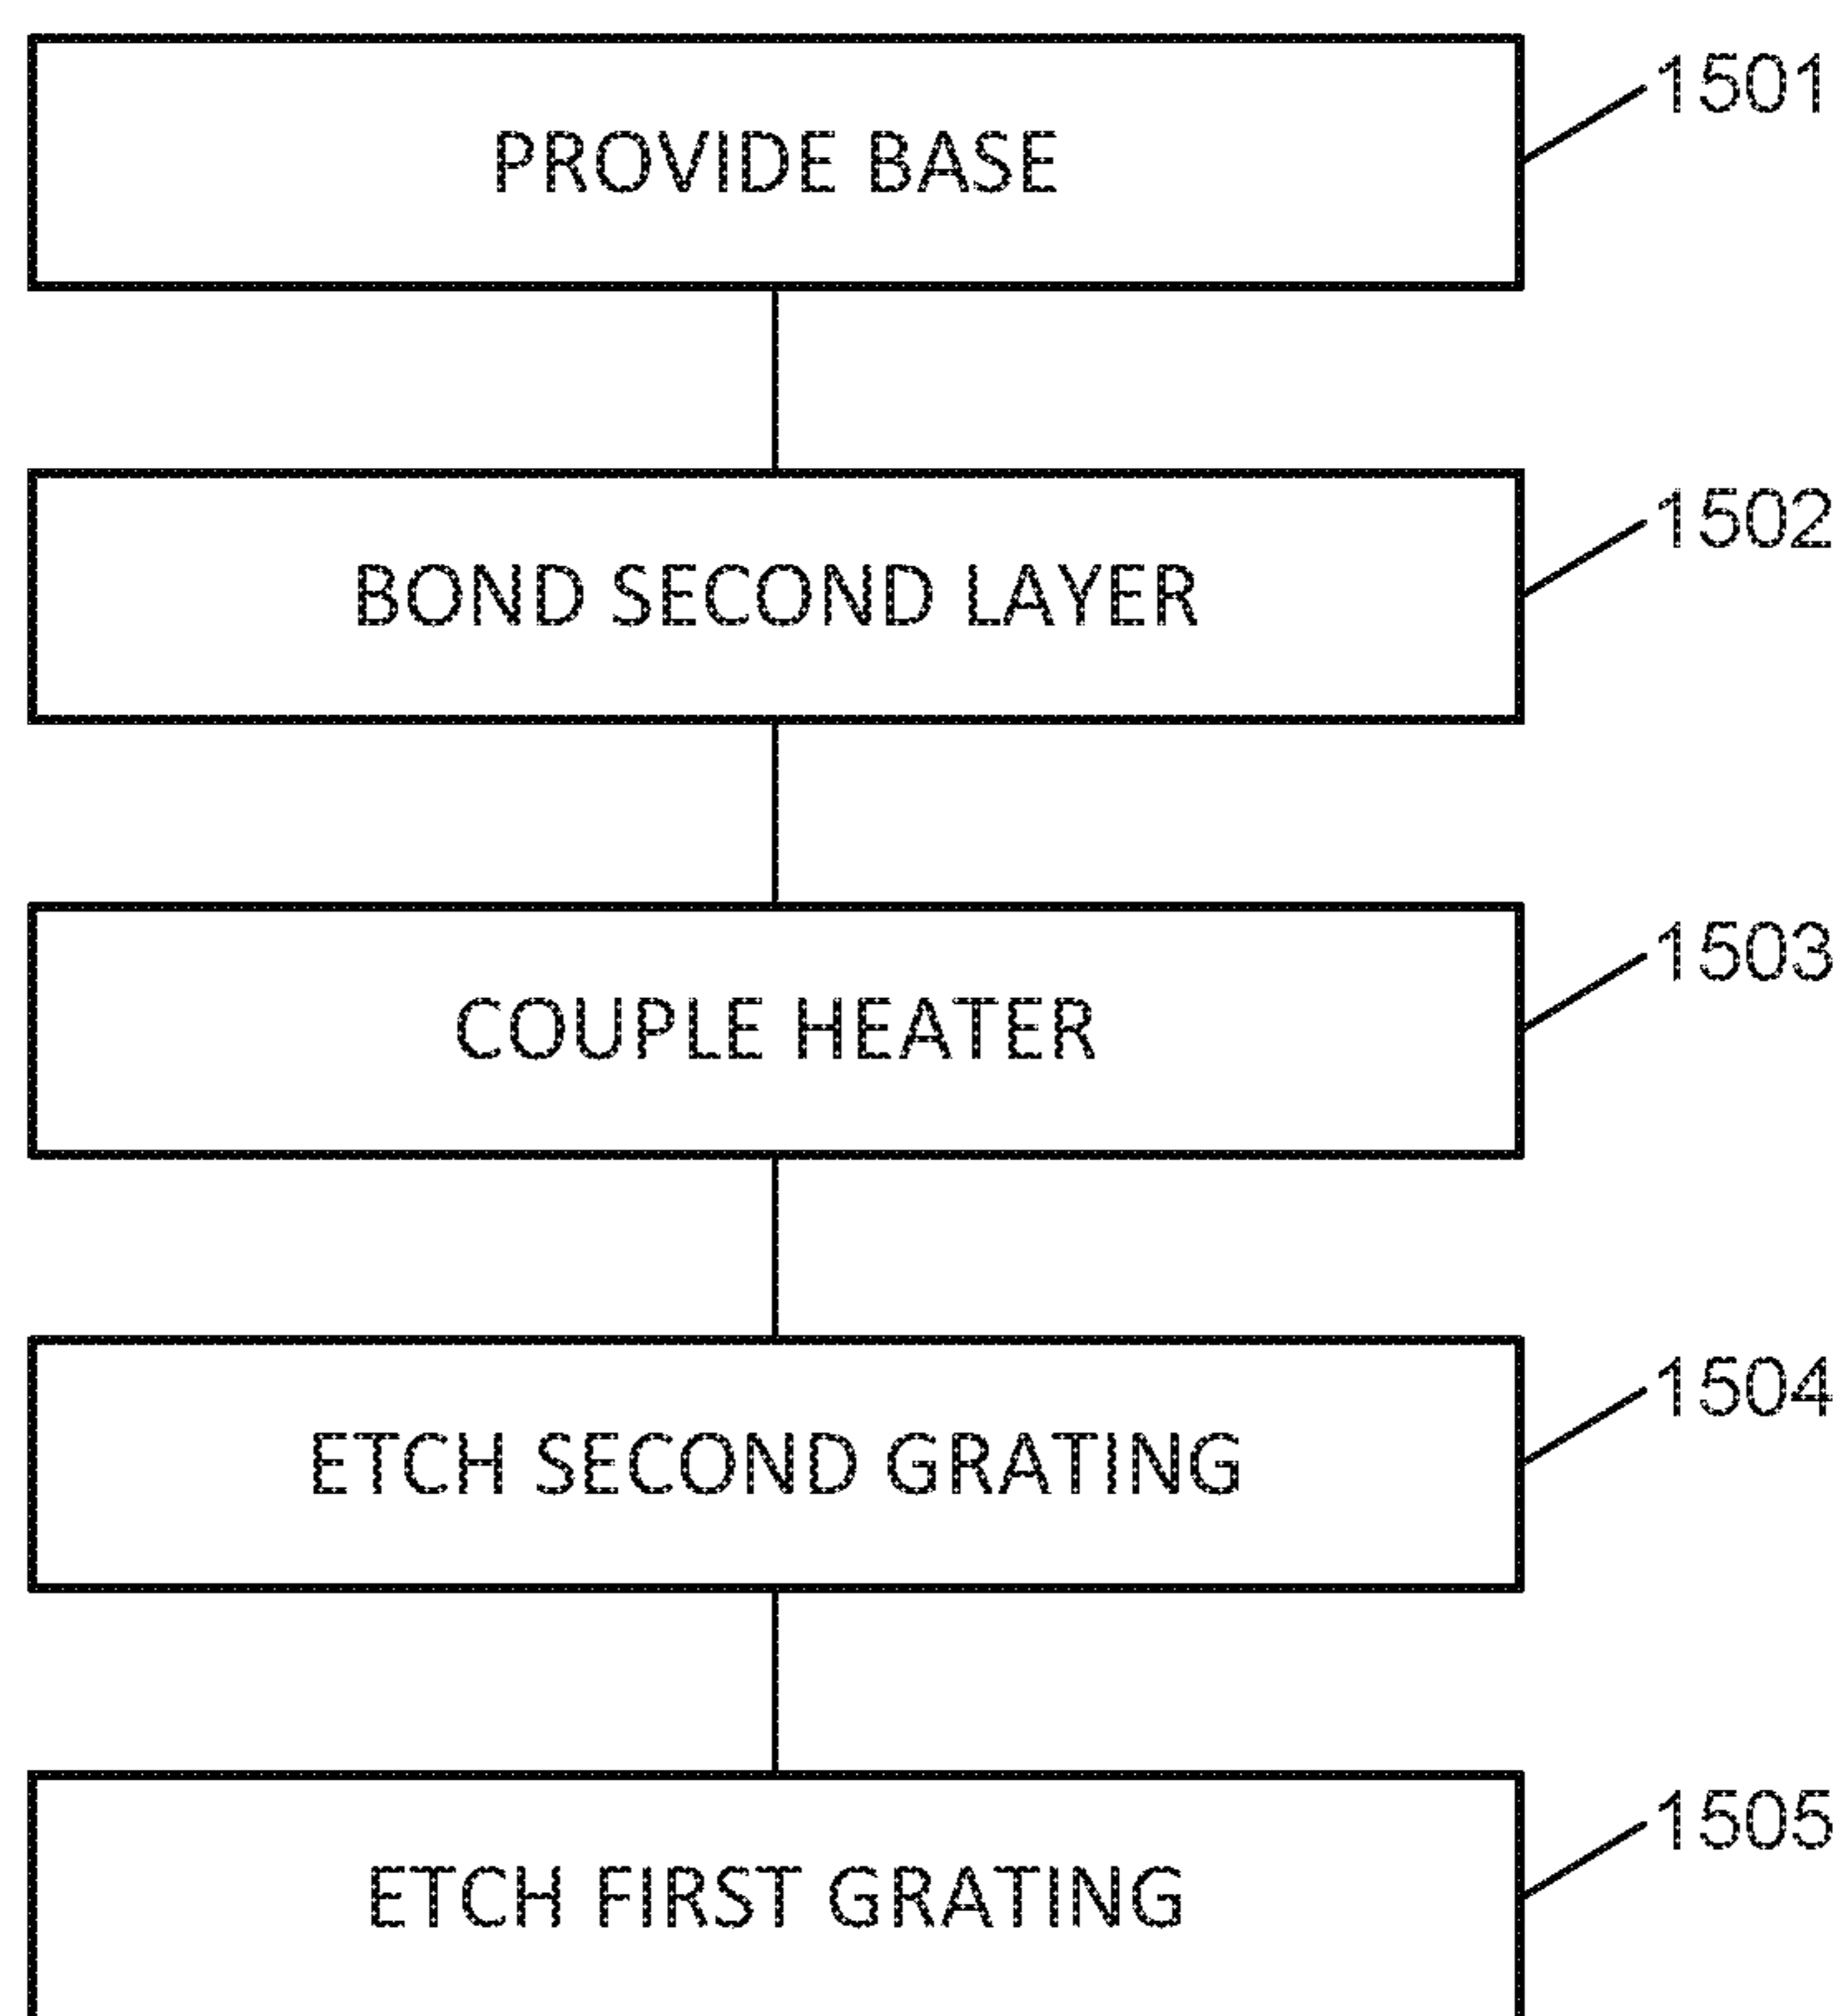 PROVIDE BASE
1501
BOND SECOND LAYER
1502
COUPLE HEATER
1503
ETCH SECOND GRATING
1504
ETCH FIRST GRATING
1505